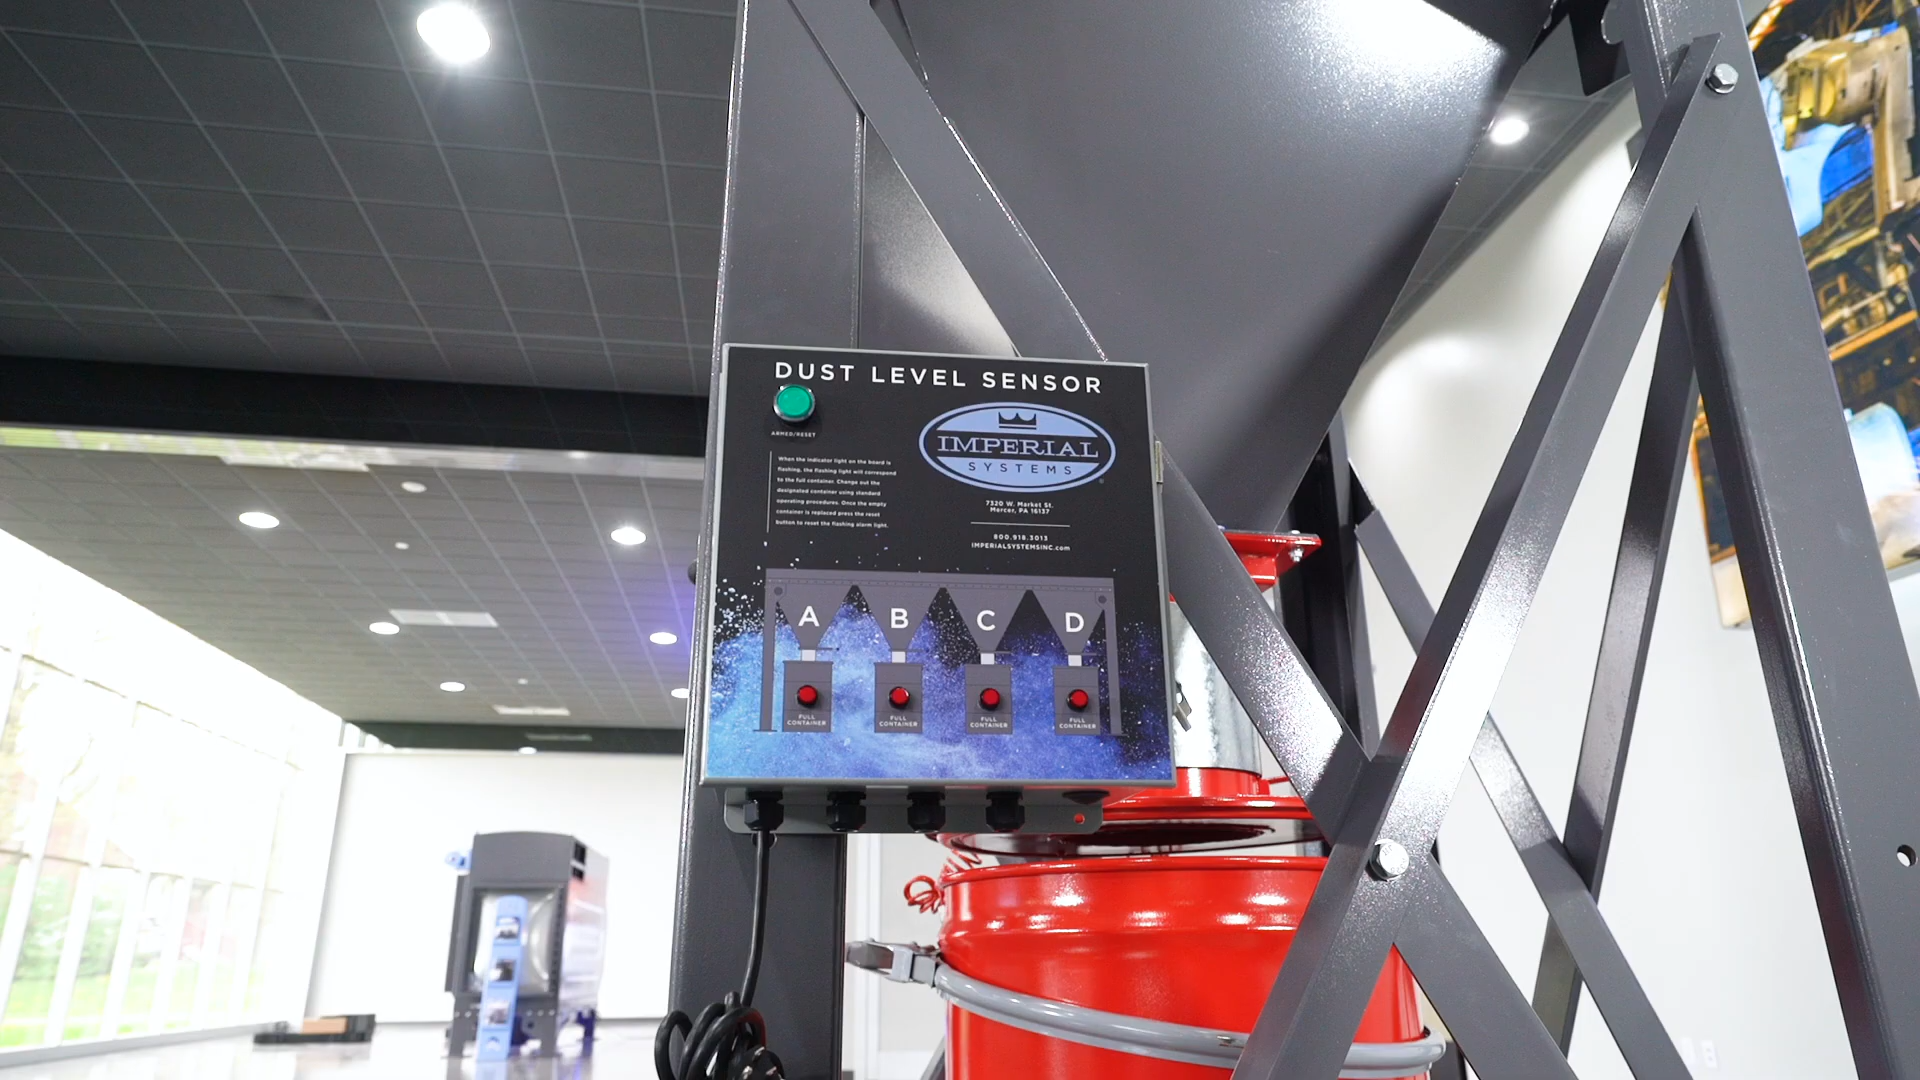 DUST LEVEL SENSOR
ARMED/RESET
IMPERIAL
SYSTEMS
®
When the indicator light on the board is
flashing, the flashing light will correspond
to the full container. Change out the
designated container using standard
operating procedures. Once the empty
container is replaced press the reset
button to reset the flashing alarm light.
7320 W. Market St.
Mercer, PA 16137
800.918.3013
IMPERIALSYSTEMSINC.com
A B C D
FULL CONTAINER
FULL CONTAINER
FULL CONTAINER
FULL CONTAINER